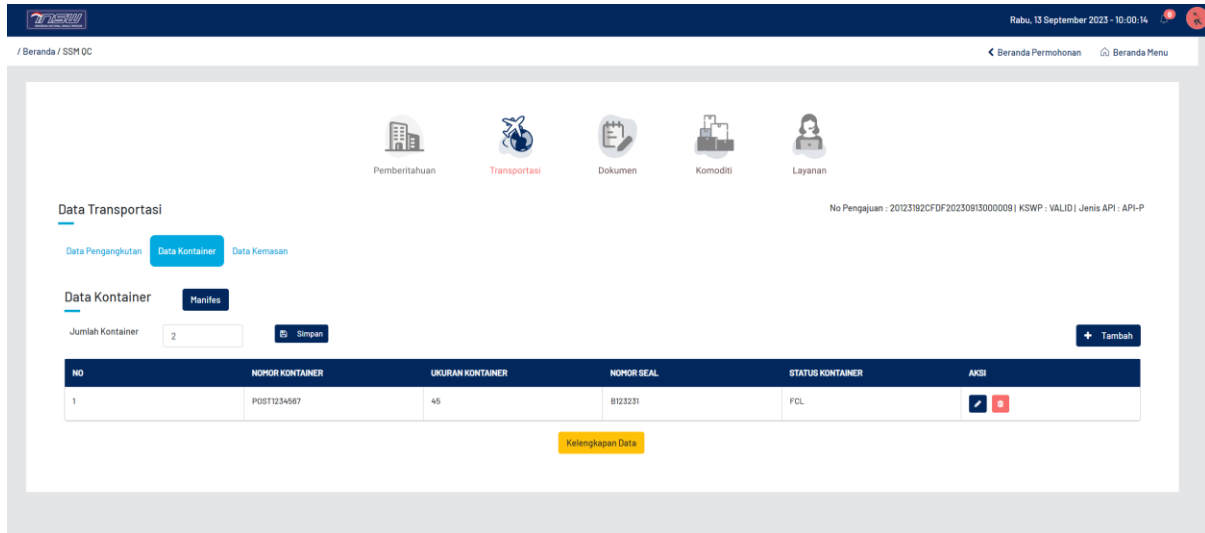 INSW
Rabu, 13 September 2023 - 10:00:14
/ Beranda / SSM QC
Beranda Permohonan
Beranda Menu
Pemberitahuan
Transportasi
Dokumen
Komoditi
Layanan
Data Transportasi
No Pengajuan : 20123192CFDF20230913000009 | KSWP : VALID | Jenis API : API-P
Data Pengangkutan
Data Kontainer
Data Kemasan
Data Kontainer
Manifes
Jumlah Kontainer
2
Simpan
+ Tambah
NO NOMOR KONTAINER UKURAN KONTAINER NOMOR SEAL STATUS KONTAINER AKSI
1 POST1234567 45 B123231 FCL
Kelengkapan Data